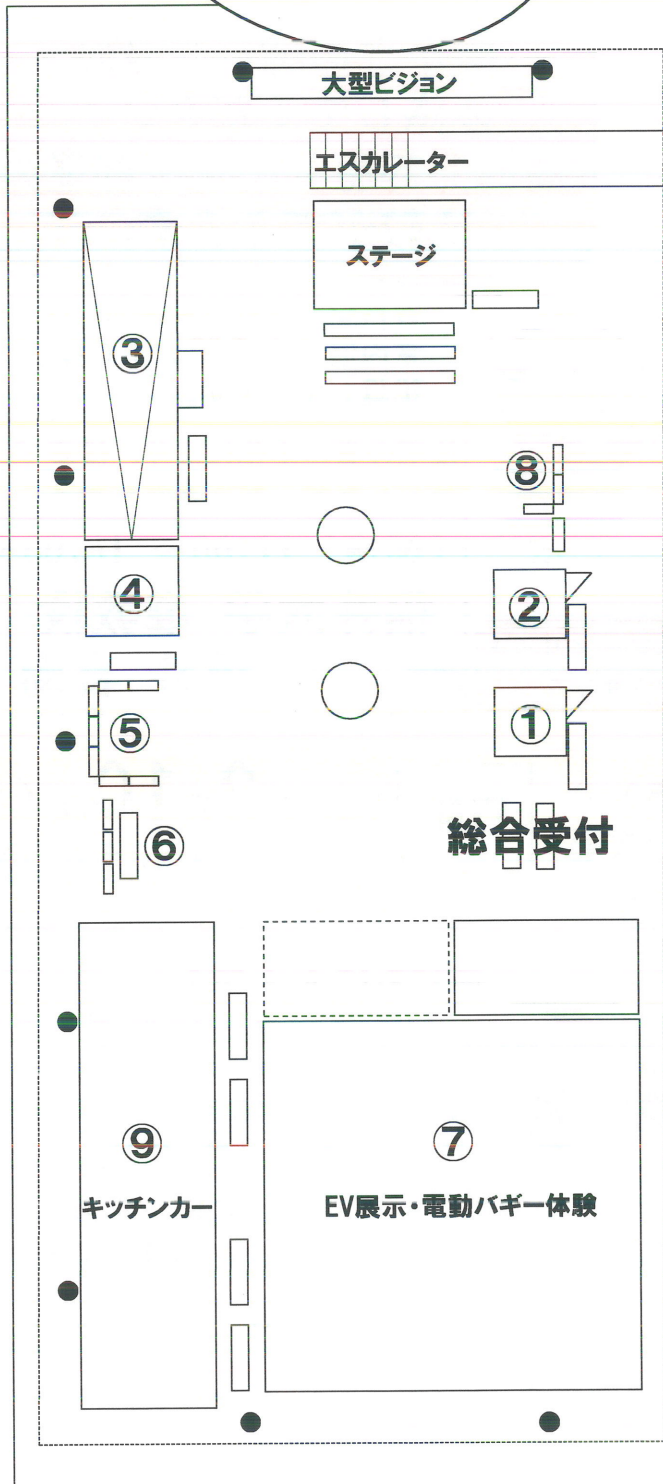 大型ビジョン
エスカレーター
ステージ
③
⑧
④
②
⑤
①
⑥
総合受付
⑨
キッチンカー
⑦
EV展示・電動バギー体験